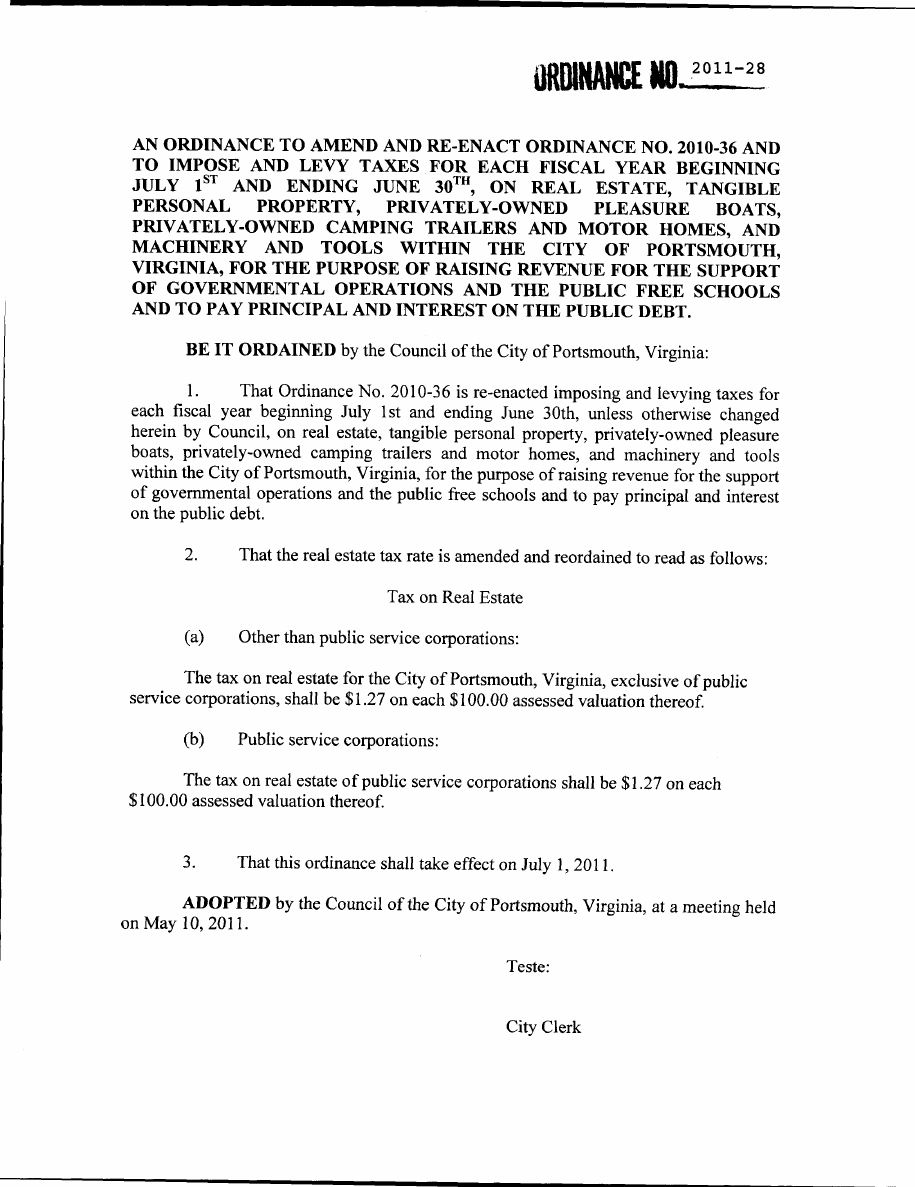 ORDINANCE NO. 2011-28
AN ORDINANCE TO AMEND AND RE-ENACT ORDINANCE NO. 2010-36 AND
TO IMPOSE AND LEVY TAXES FOR EACH FISCAL YEAR BEGINNING
JULY 1ST AND ENDING JUNE 30TH, ON REAL ESTATE, TANGIBLE
PERSONAL PROPERTY, PRIVATELY-OWNED PLEASURE BOATS,
PRIVATELY-OWNED CAMPING TRAILERS AND MOTOR HOMES, AND
MACHINERY AND TOOLS WITHIN THE CITY OF PORTSMOUTH,
VIRGINIA, FOR THE PURPOSE OF RAISING REVENUE FOR THE SUPPORT
OF GOVERNMENTAL OPERATIONS AND THE PUBLIC FREE SCHOOLS
AND TO PAY PRINCIPAL AND INTEREST ON THE PUBLIC DEBT.
BE IT ORDAINED by the Council of the City of Portsmouth, Virginia:
1. That Ordinance No. 2010-36 is re-enacted imposing and levying taxes for
each fiscal year beginning July 1st and ending June 30th, unless otherwise changed
herein by Council, on real estate, tangible personal property, privately-owned pleasure
boats, privately-owned camping trailers and motor homes, and machinery and tools
within the City of Portsmouth, Virginia, for the purpose of raising revenue for the support
of governmental operations and the public free schools and to pay principal and interest
on the public debt.
2. That the real estate tax rate is amended and reordained to read as follows:
Tax on Real Estate
(a) Other than public service corporations:
The tax on real estate for the City of Portsmouth, Virginia, exclusive of public
service corporations, shall be $1.27 on each $100.00 assessed valuation thereof.
(b) Public service corporations:
The tax on real estate of public service corporations shall be $1.27 on each
$100.00 assessed valuation thereof.
3. That this ordinance shall take effect on July 1, 2011.
ADOPTED by the Council of the City of Portsmouth, Virginia, at a meeting held
on May 10, 2011.
Teste:
City Clerk